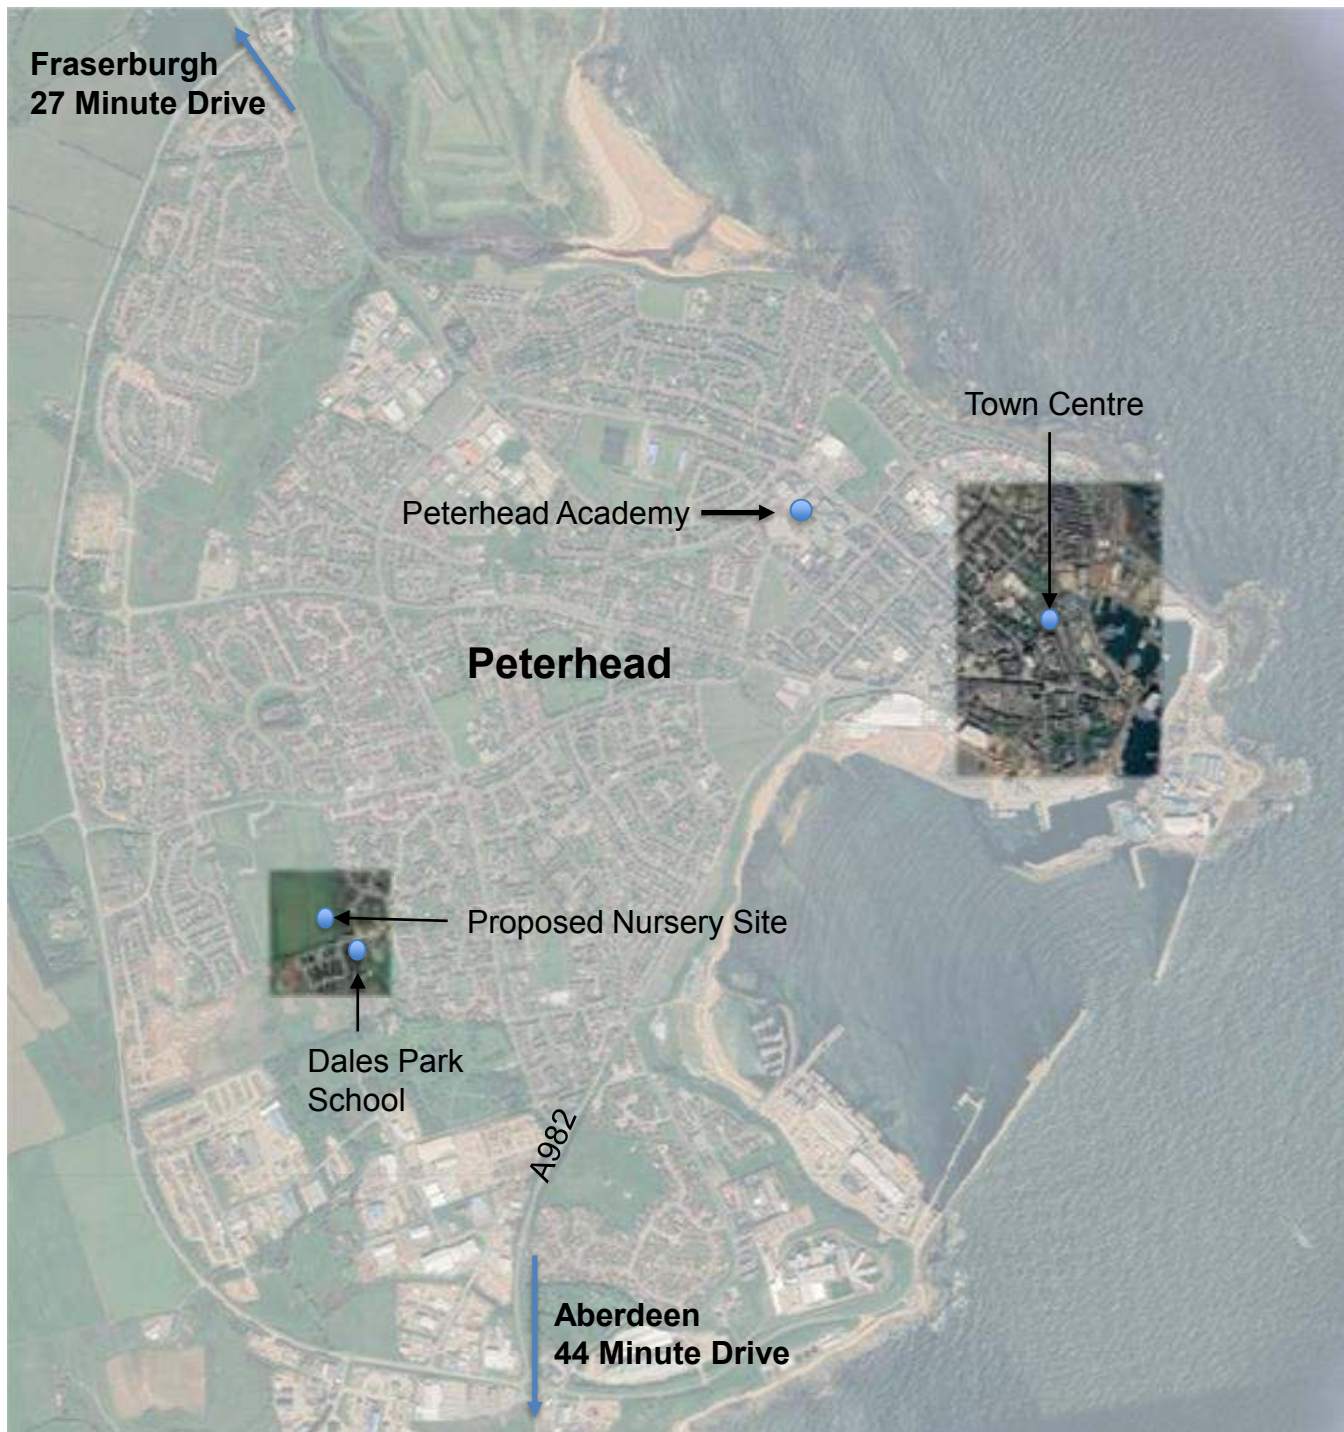 Fraserburgh
27 Minute Drive
Town Centre
Peterhead Academy
Peterhead
Proposed Nursery Site
Dales Park
School
A982
Aberdeen
44 Minute Drive